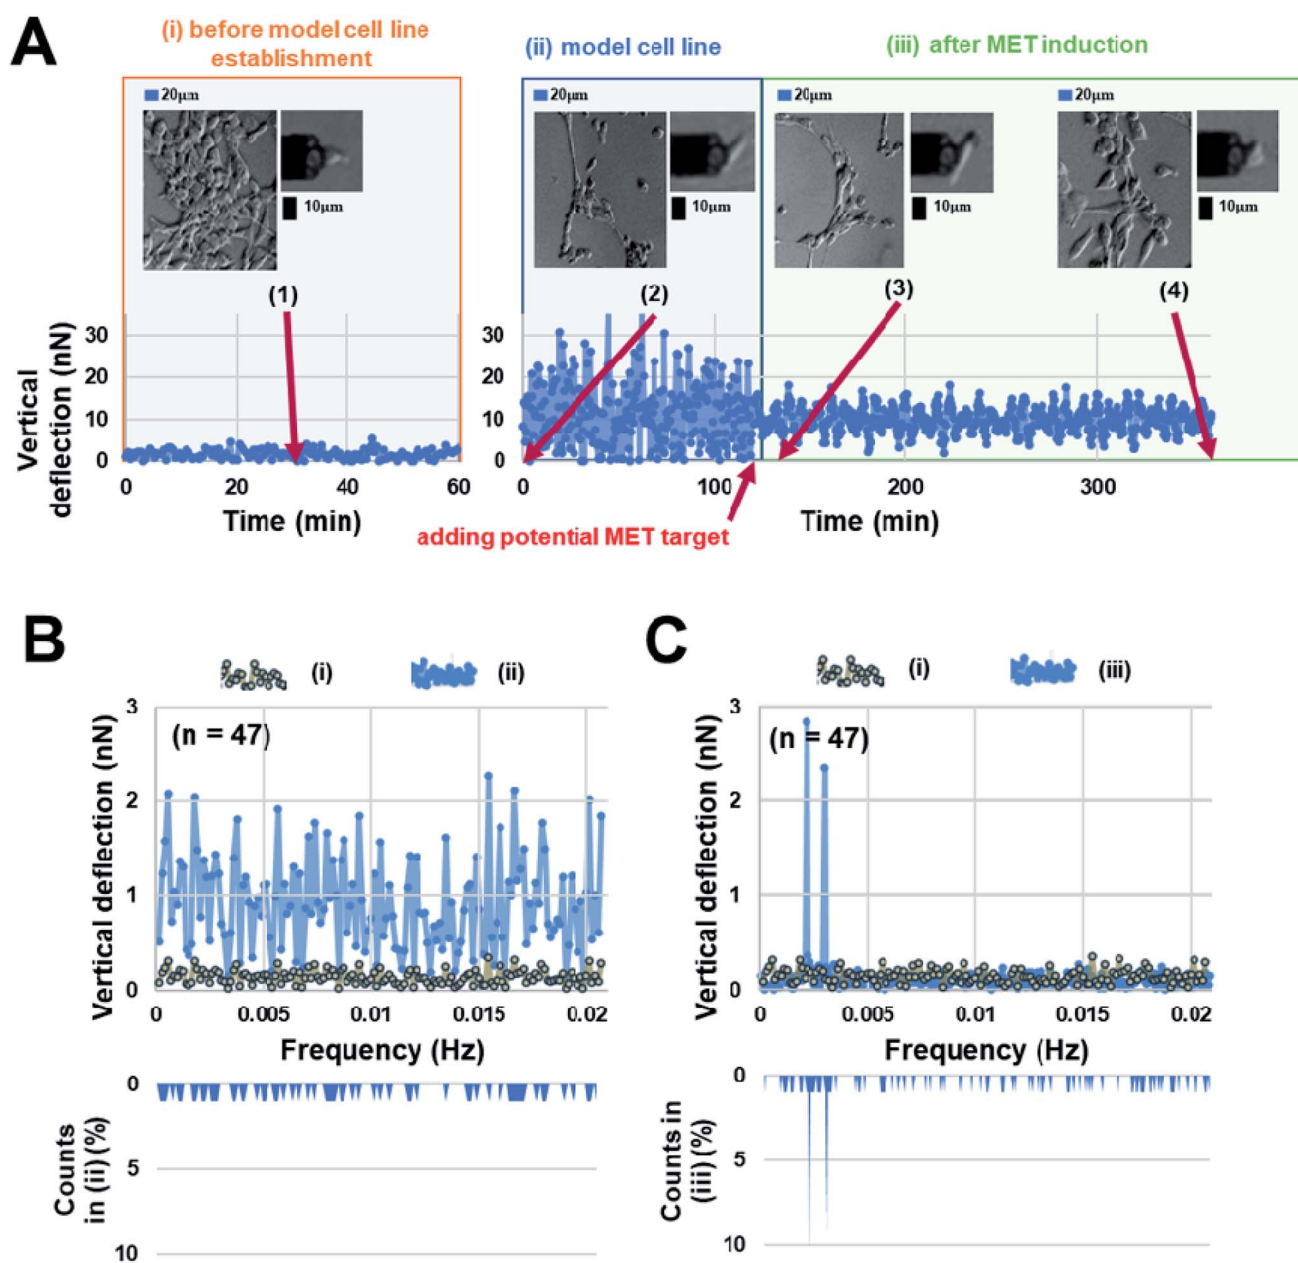 A
(i) before model cell line
establishment
(ii) model cell line
(iii) after MET induction
20μm
10μm
20μm
10μm
20μm
10μm
20μm
10μm
(1)
(2)
(3)
(4)
Vertical
deflection (nN)
30
20
10
0
0 20 40 60
Time (min)
30
20
10
0
0 100 200 300
Time (min)
adding potential MET target
B
(i) (ii)
(n = 47)
Vertical deflection (nN)
3
2
1
0
0 0.005 0.01 0.015 0.02
Frequency (Hz)
Counts
in (ii) (%)
0
5
10
C
(i) (iii)
(n = 47)
Vertical deflection (nN)
3
2
1
0
0 0.005 0.01 0.015 0.02
Frequency (Hz)
Counts in
(iii) (%)
0
5
10